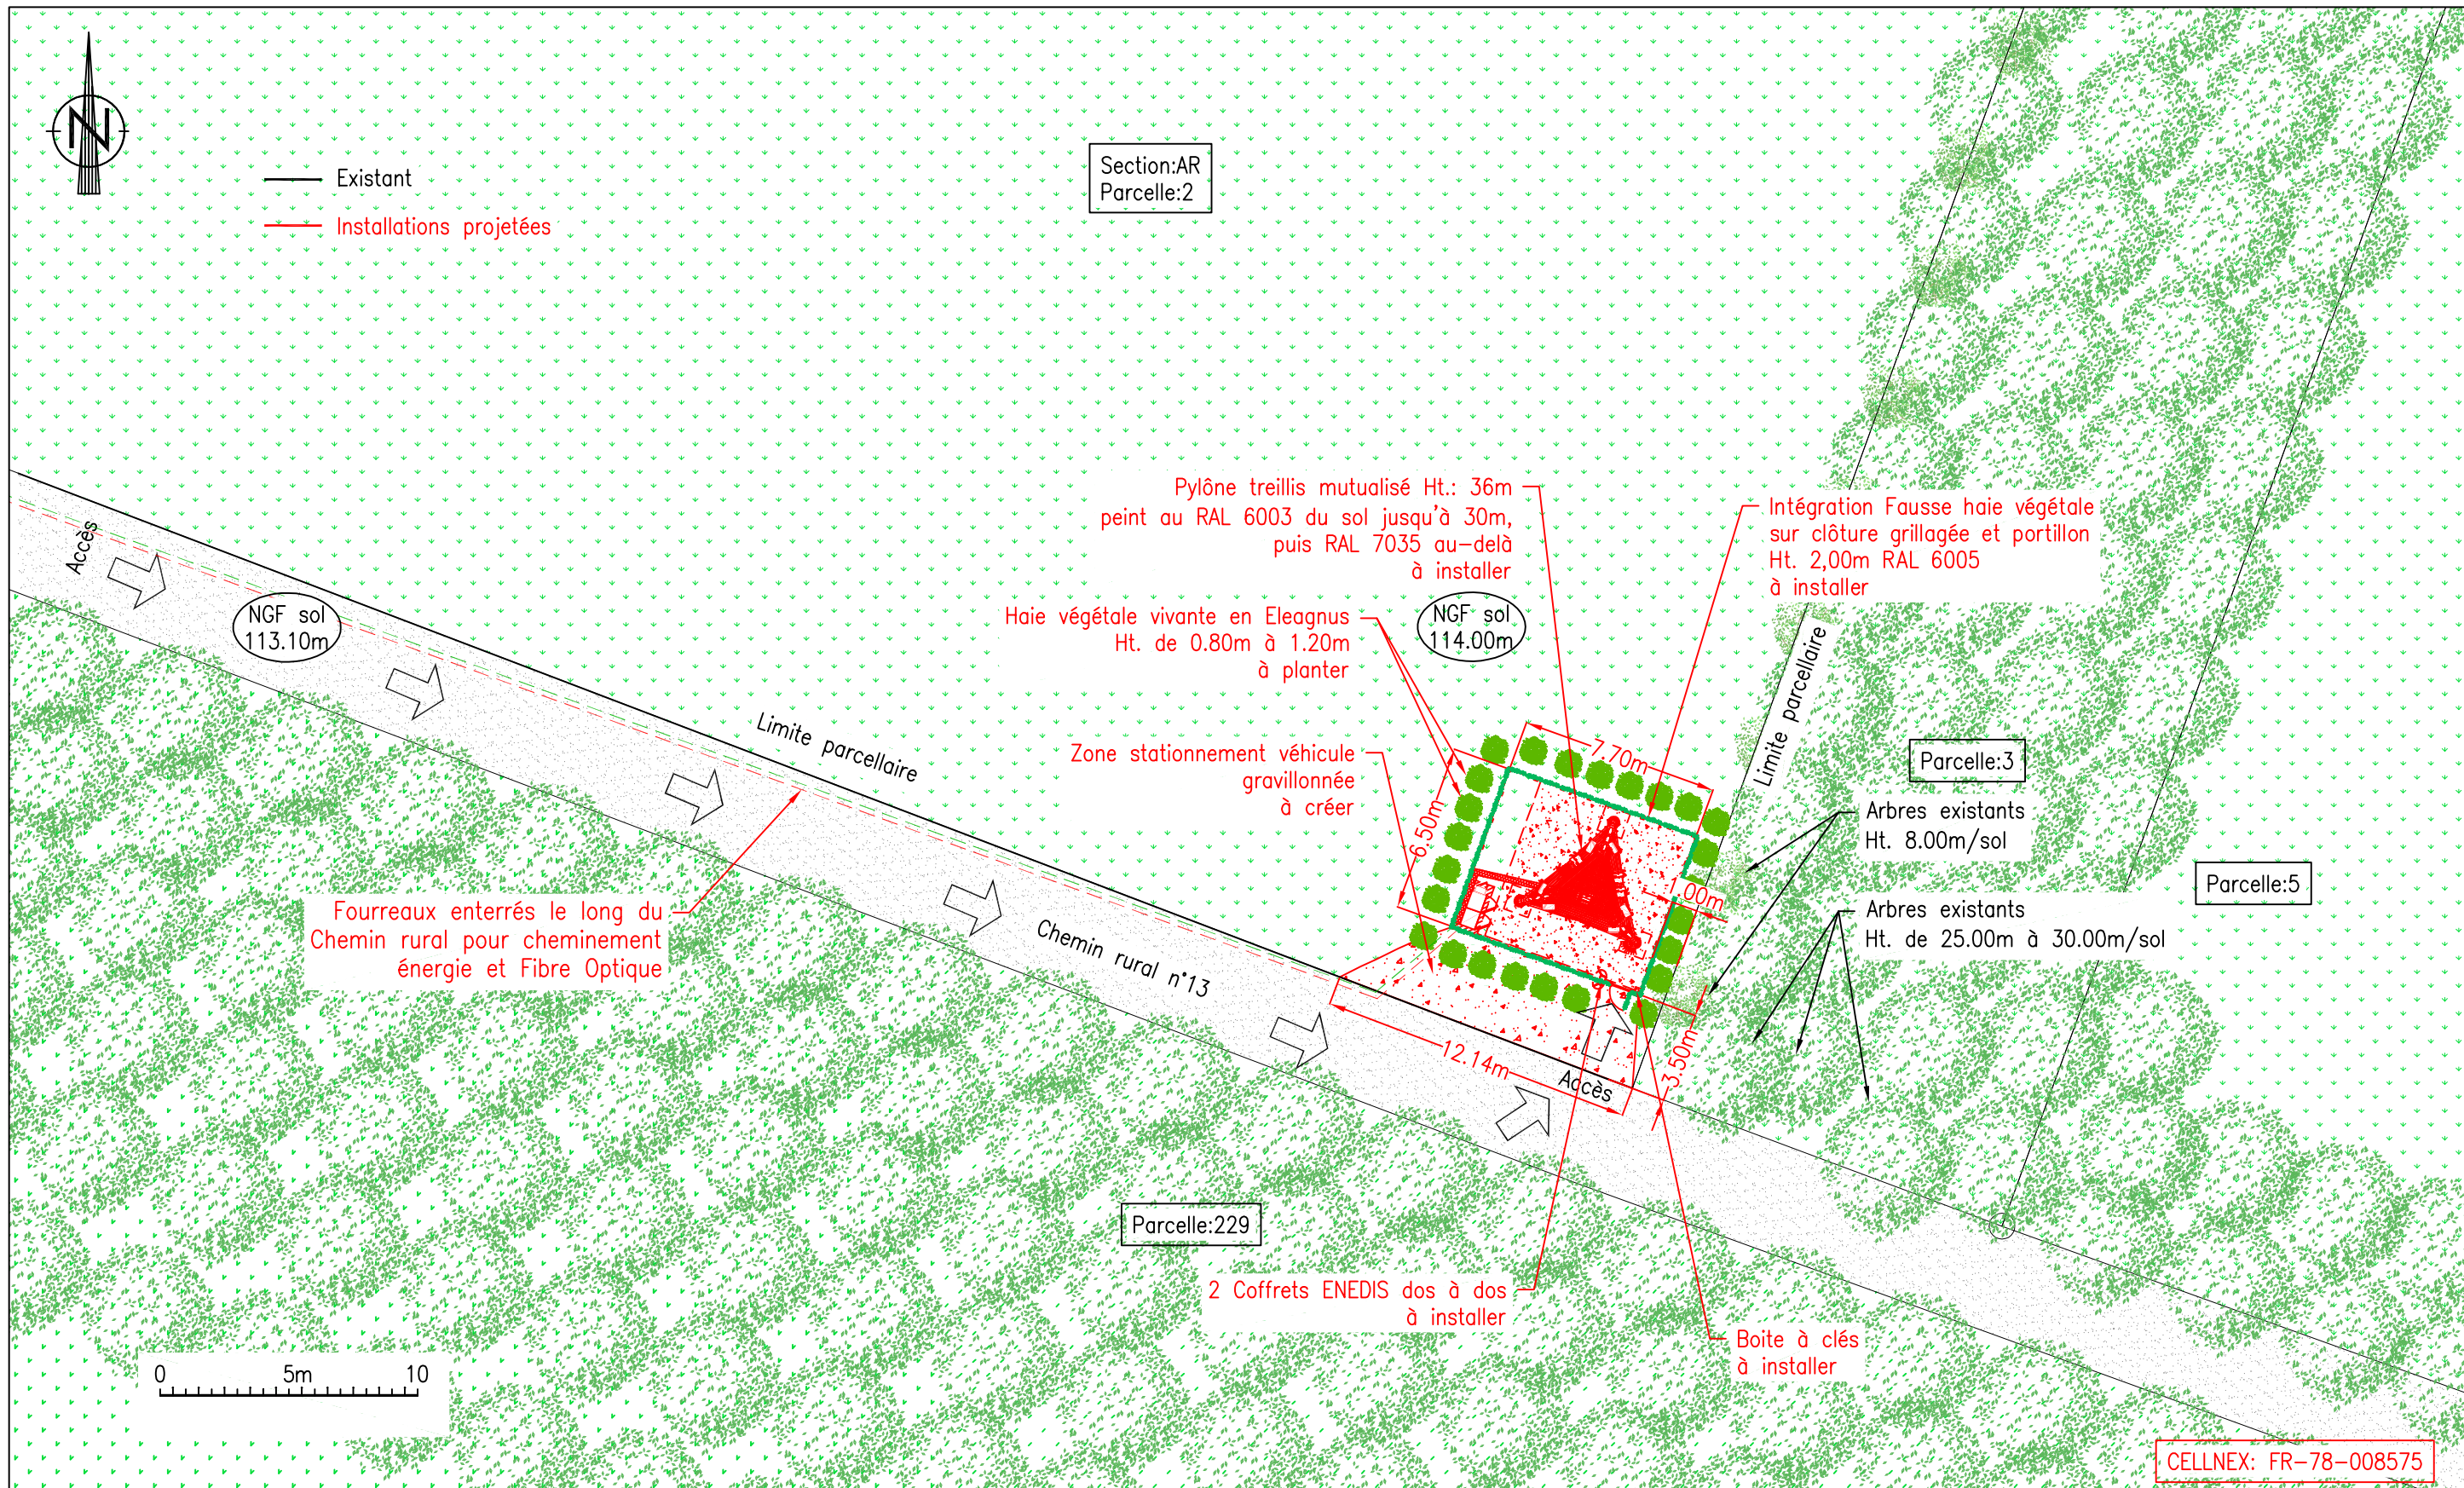 N
Existant
Installations projetées
Section:AR
Parcelle:2
Pylône treillis mutualisé Ht.: 36m
peint au RAL 6003 du sol jusqu'à 30m,
puis RAL 7035 au-delà
à installer
Intégration Fausse haie végétale
sur clôture grillagée et portillon
Ht. 2,00m RAL 6005
à installer
Accès
NGF sol
113.10m
Haie végétale vivante en Eleagnus
Ht. de 0.80m à 1.20m
à planter
NGF sol
114.00m
Limite parcellaire
Limite parcellaire
Zone stationnement véhicule
gravillonnée
à créer
7.70m
6.50m
1.00m
Parcelle:3
Arbres existants
Ht. 8.00m/sol
Parcelle:5
Arbres existants
Ht. de 25.00m à 30.00m/sol
Fourreaux enterrés le long du
Chemin rural pour cheminement
énergie et Fibre Optique
Chemin rural n°13
12.14m
3.50m
Accès
Parcelle:229
2 Coffrets ENEDIS dos à dos
à installer
Boite à clés
à installer
0 5m 10
CELLNEX: FR-78-008575